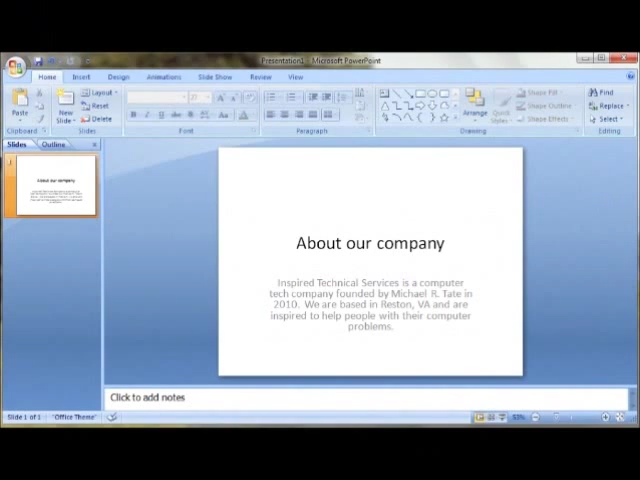 Presentation1 - Microsoft PowerPoint
Home Insert Design Animations Slide Show Review View
Layout Find
Reset Shape Fill Replace
Paste New Slide Delete Arrange Quick Styles Shape Outline Select
Shape Effects
Clipboard Slides Font Paragraph Drawing Editing
Slides Outline
1
About our company
About our company
Inspired Technical Services is a computer
tech company founded by Michael R. Tate in
2010. We are based in Reston, VA and are
inspired to help people with their computer
problems.
Click to add notes
Slide 1 of 1 "Office Theme" 53%